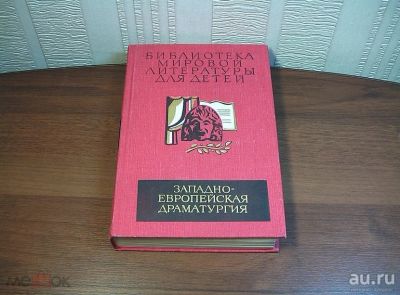 БИБЛИОТЕКА
МИРОВОЙ
ЛИТЕРАТУРЫ
ДЛЯ ДЕТЕЙ
ЗАПАДНО-
ЕВРОПЕЙСКАЯ
ДРАМАТУРГИЯ
au.ru